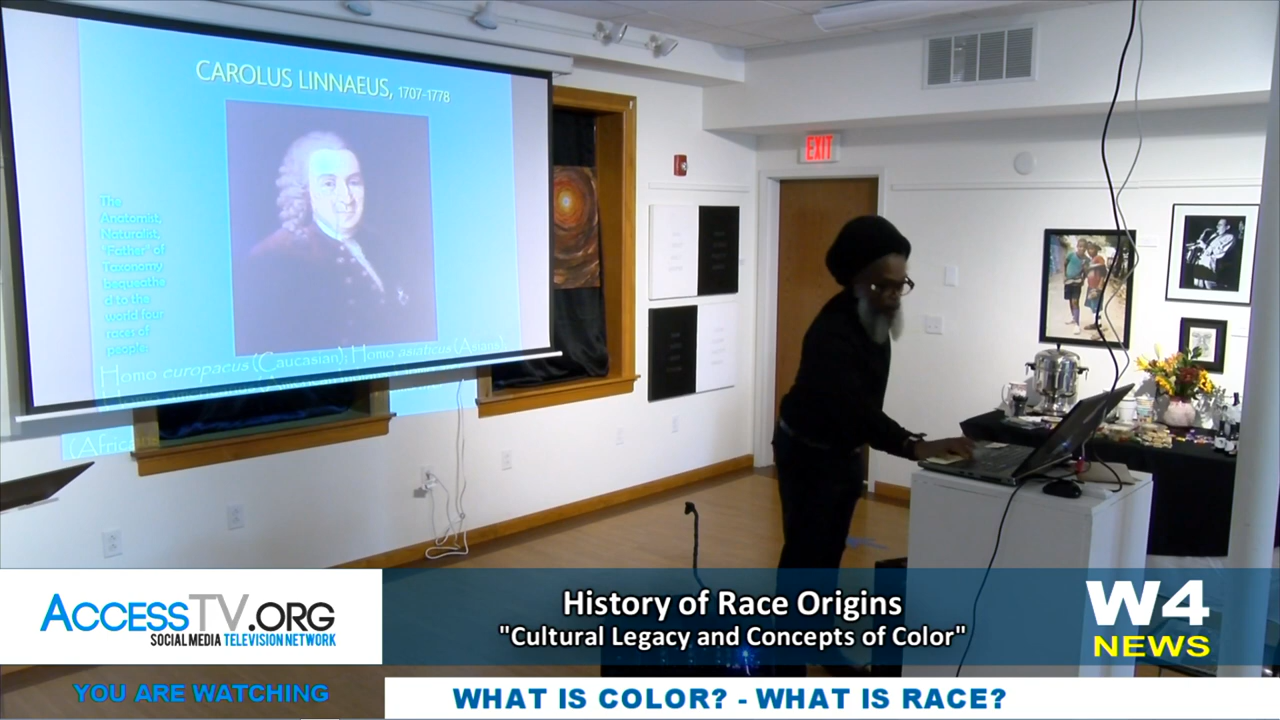 CAROLUS LINNAEUS, 1707-1778
The
Anatomist,
Naturalist,
"Father" of
Taxonomy
bequeathe
d to the
world four
races of
people:
Homo europaeus (Caucasian); Homo asiaticus (Asians);
(Africans
EXIT
ACCESSTV.ORG
SOCIAL MEDIA TELEVISION NETWORK
History of Race Origins
"Cultural Legacy and Concepts of Color"
W4
NEWS
YOU ARE WATCHING
WHAT IS COLOR? - WHAT IS RACE?